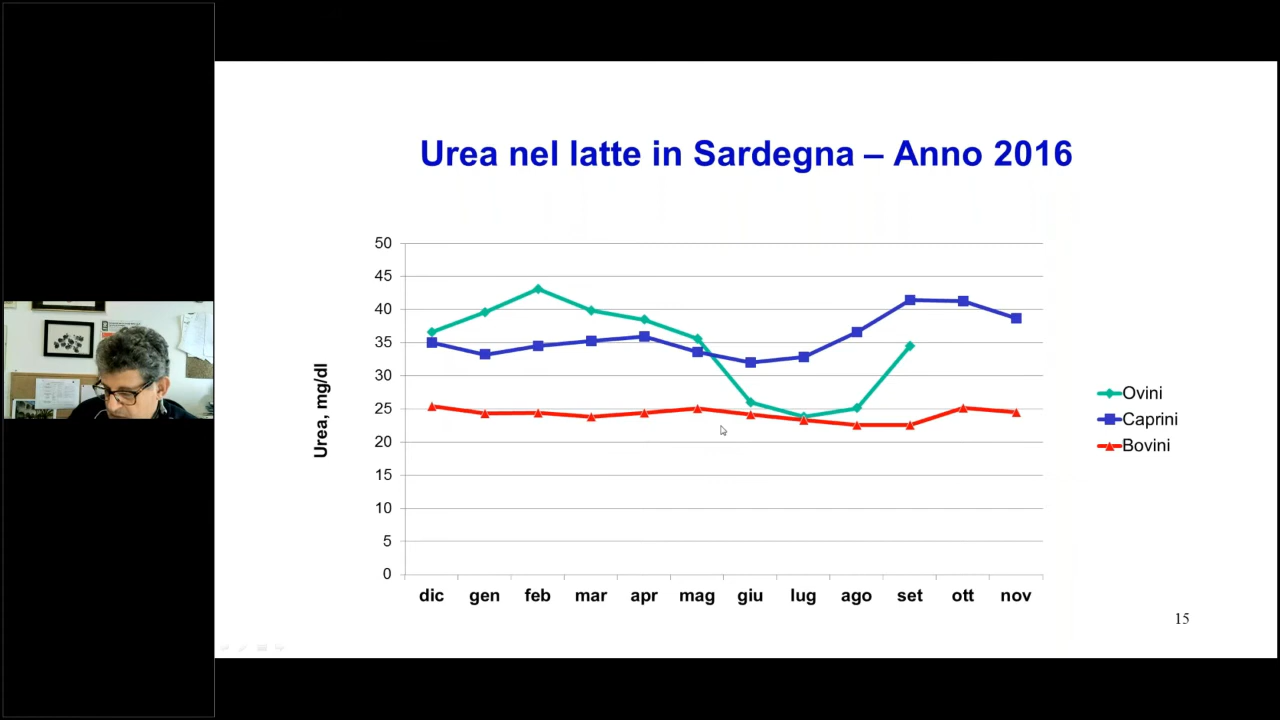 Urea nel latte in Sardegna – Anno 2016
Urea, mg/dl
50
45
40
35
30
25
20
15
10
5
0
dic gen feb mar apr mag giu lug ago set ott nov
Ovini
Caprini
Bovini
15